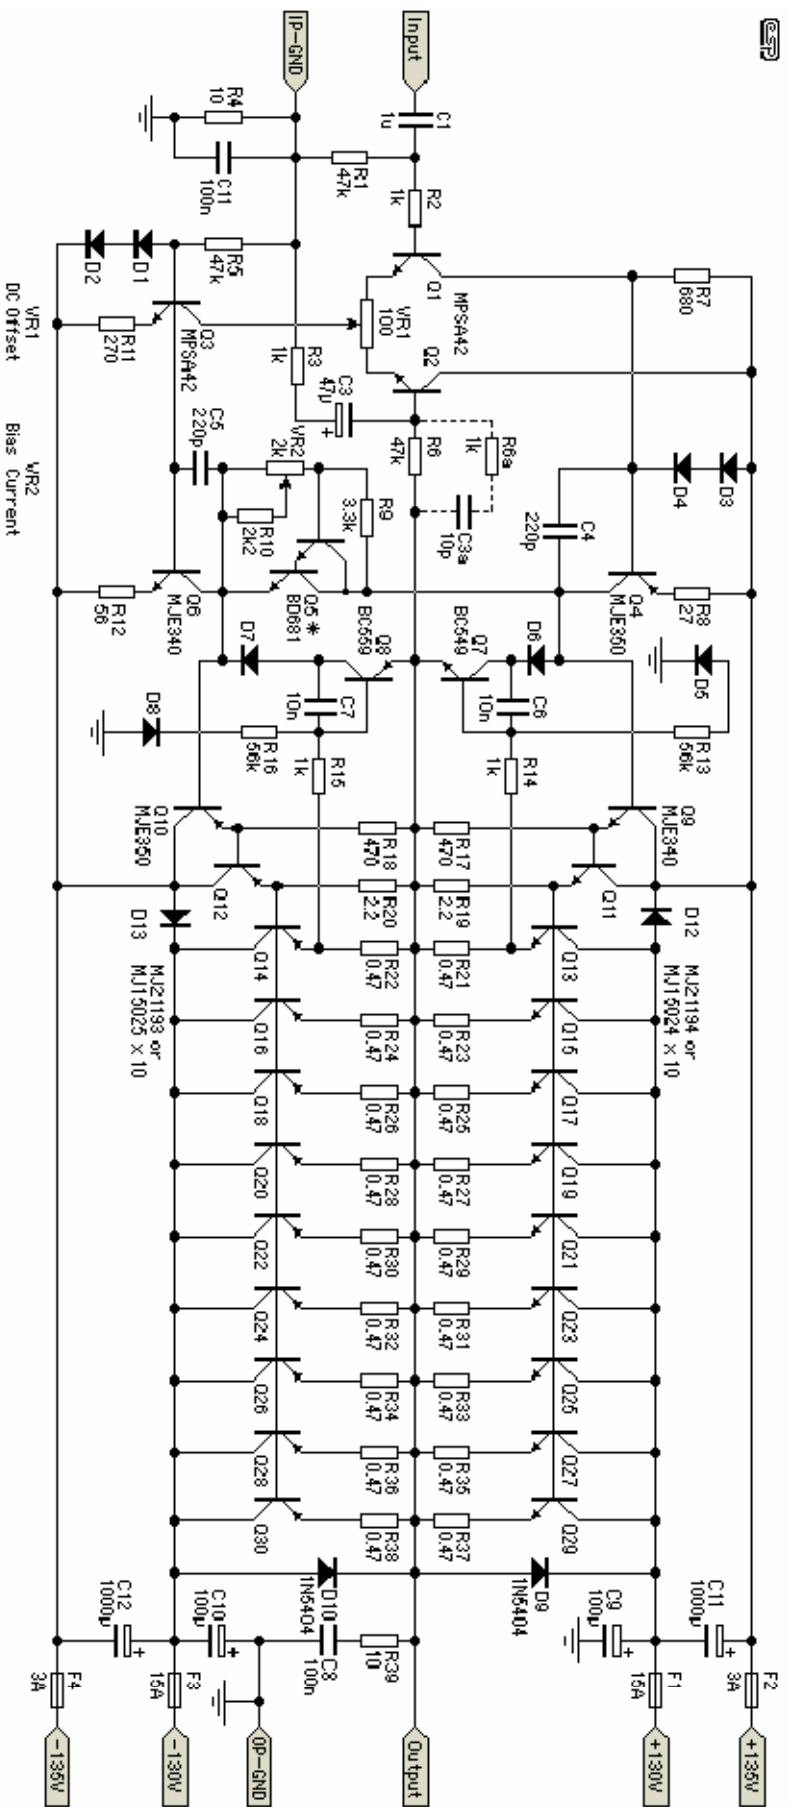 esp
IP-GND
Input
R4
10
C11
100n
R1
47k
C1
1u
R2
1k
D2
D1
R5
47k
Q1
MPSA42
R7
680
VR1
DC Offset
R11
270
Q3
MPSA42
VR1
100
R3
1k
Q2
C3
47µ
R6
47k
R6a
1k
C3a
10p
D4
D3
VR2
Bias Current
C5
220p
VR2
2k
R10
2k2
R9
3.3k
C4
220p
R12
56
Q6
MJE340
Q5 *
BD681
Q4
MJE350
R8
27
D7
Q8
BC559
Q7
BC549
D6
D5
D8
R16
56k
C7
10n
R15
1k
C6
10n
R14
1k
R13
56k
Q10
MJE350
R18
470
R17
470
Q9
MJE340
Q12
R20
2.2
R19
2.2
Q11
D13
Q14
R22
0.47
R21
0.47
Q13
D12
MJ21193 or
MJ15025 x 10
MJ21194 or
MJ15024 x 10
Q16
R24
0.47
R23
0.47
Q15
Q18
R26
0.47
R25
0.47
Q17
Q20
R28
0.47
R27
0.47
Q19
Q22
R30
0.47
R29
0.47
Q21
Q24
R32
0.47
R31
0.47
Q23
Q26
R34
0.47
R33
0.47
Q25
Q28
R36
0.47
R35
0.47
Q27
Q30
R38
0.47
R37
0.47
Q29
D10
1N5404
D9
1N5404
C12
1000µ
C10
100µ
C8
100n
R39
10
C9
100µ
C11
1000µ
F4
3A
F3
15A
F1
15A
F2
3A
-135V
-130V
OP-GND
Output
+130V
+135V